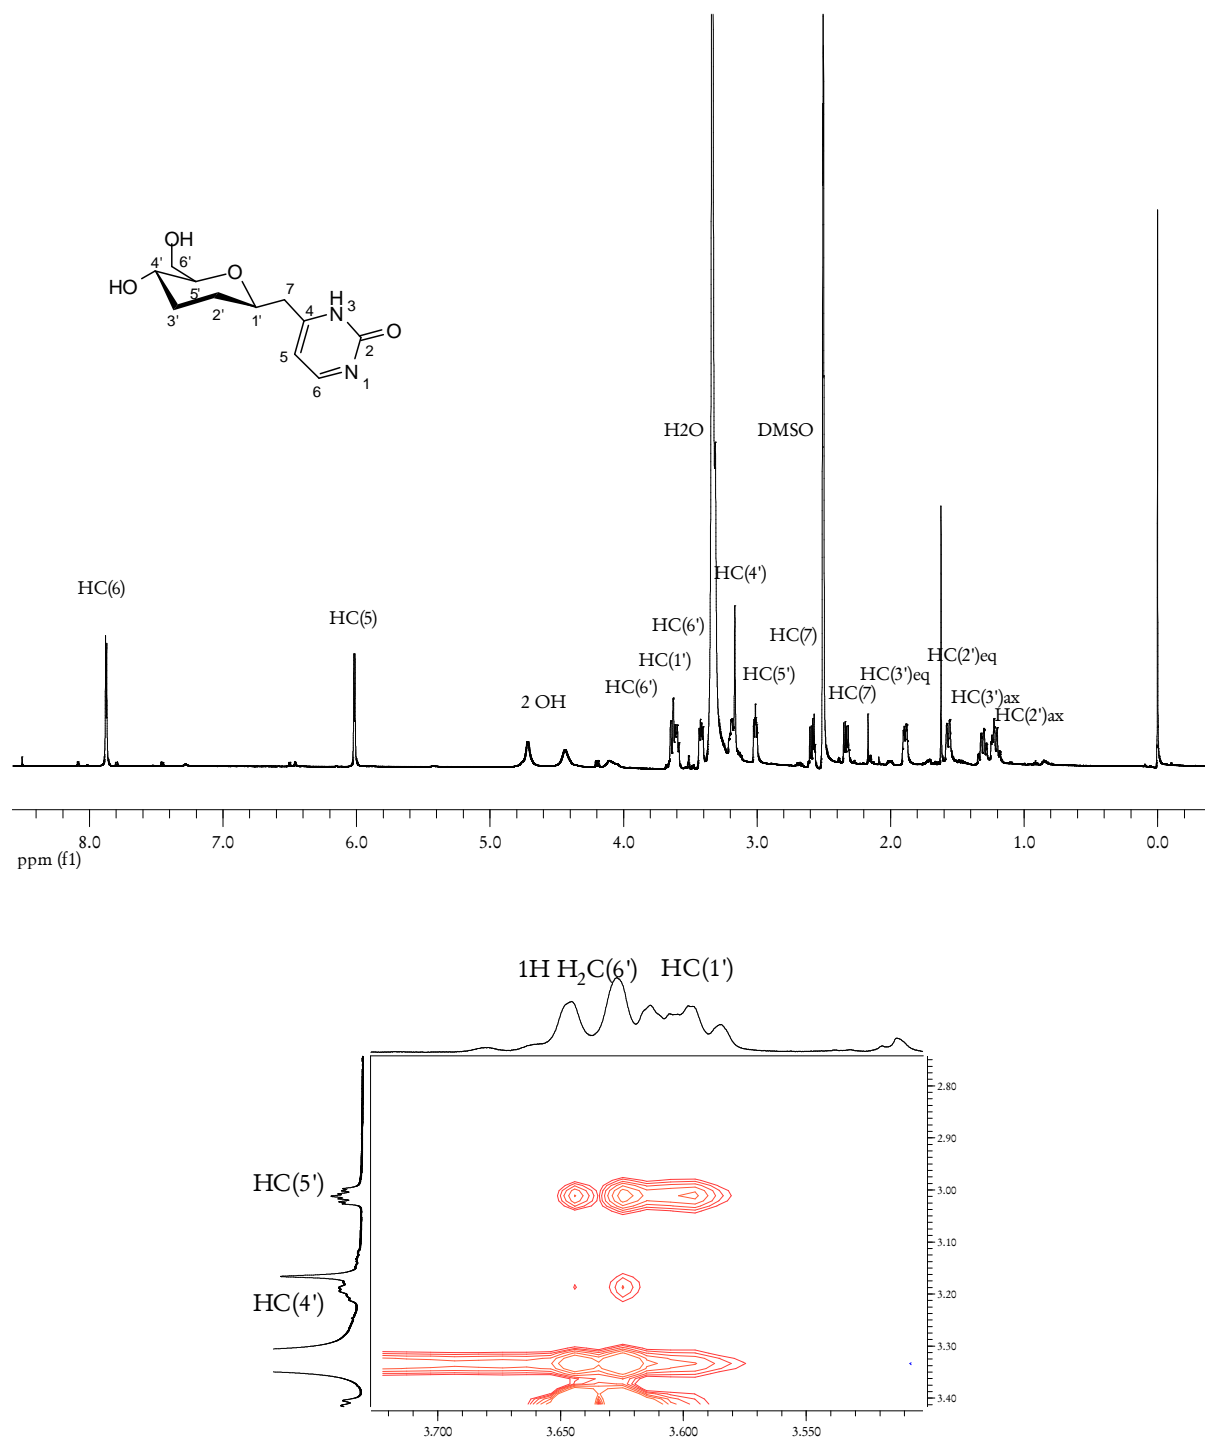 OH
4'
6'
HO
O
5'
7
H
N
3
3'
2'
1'
4
O
2
5
N
1
6
H2O
DMSO
HC(4')
HC(6)
HC(5)
HC(6')
HC(7)
HC(2')eq
HC(1')
HC(5')
HC(3')eq
HC(6')
2 OH
HC(7)
HC(3')ax
HC(2')ax
8.0 7.0 6.0 5.0 4.0 3.0 2.0 1.0 0.0
ppm (f1)
1H H2C(6') HC(1')
2.80
2.90
HC(5')
3.00
3.10
3.20
HC(4')
3.30
3.40
3.700 3.650 3.600 3.550